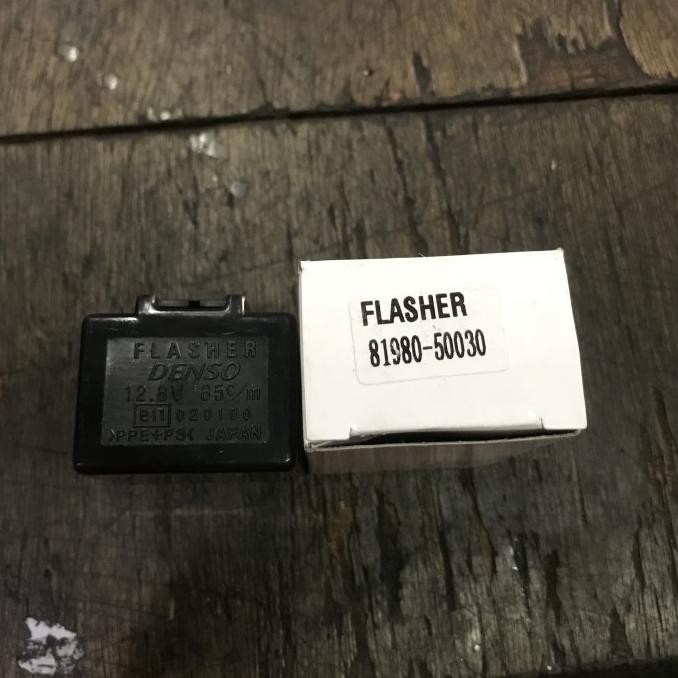 FLASHER
DENSO
12.8V 85c/m
e11 020100
>PPE+PS< JAPAN
FLASHER
81980-50030